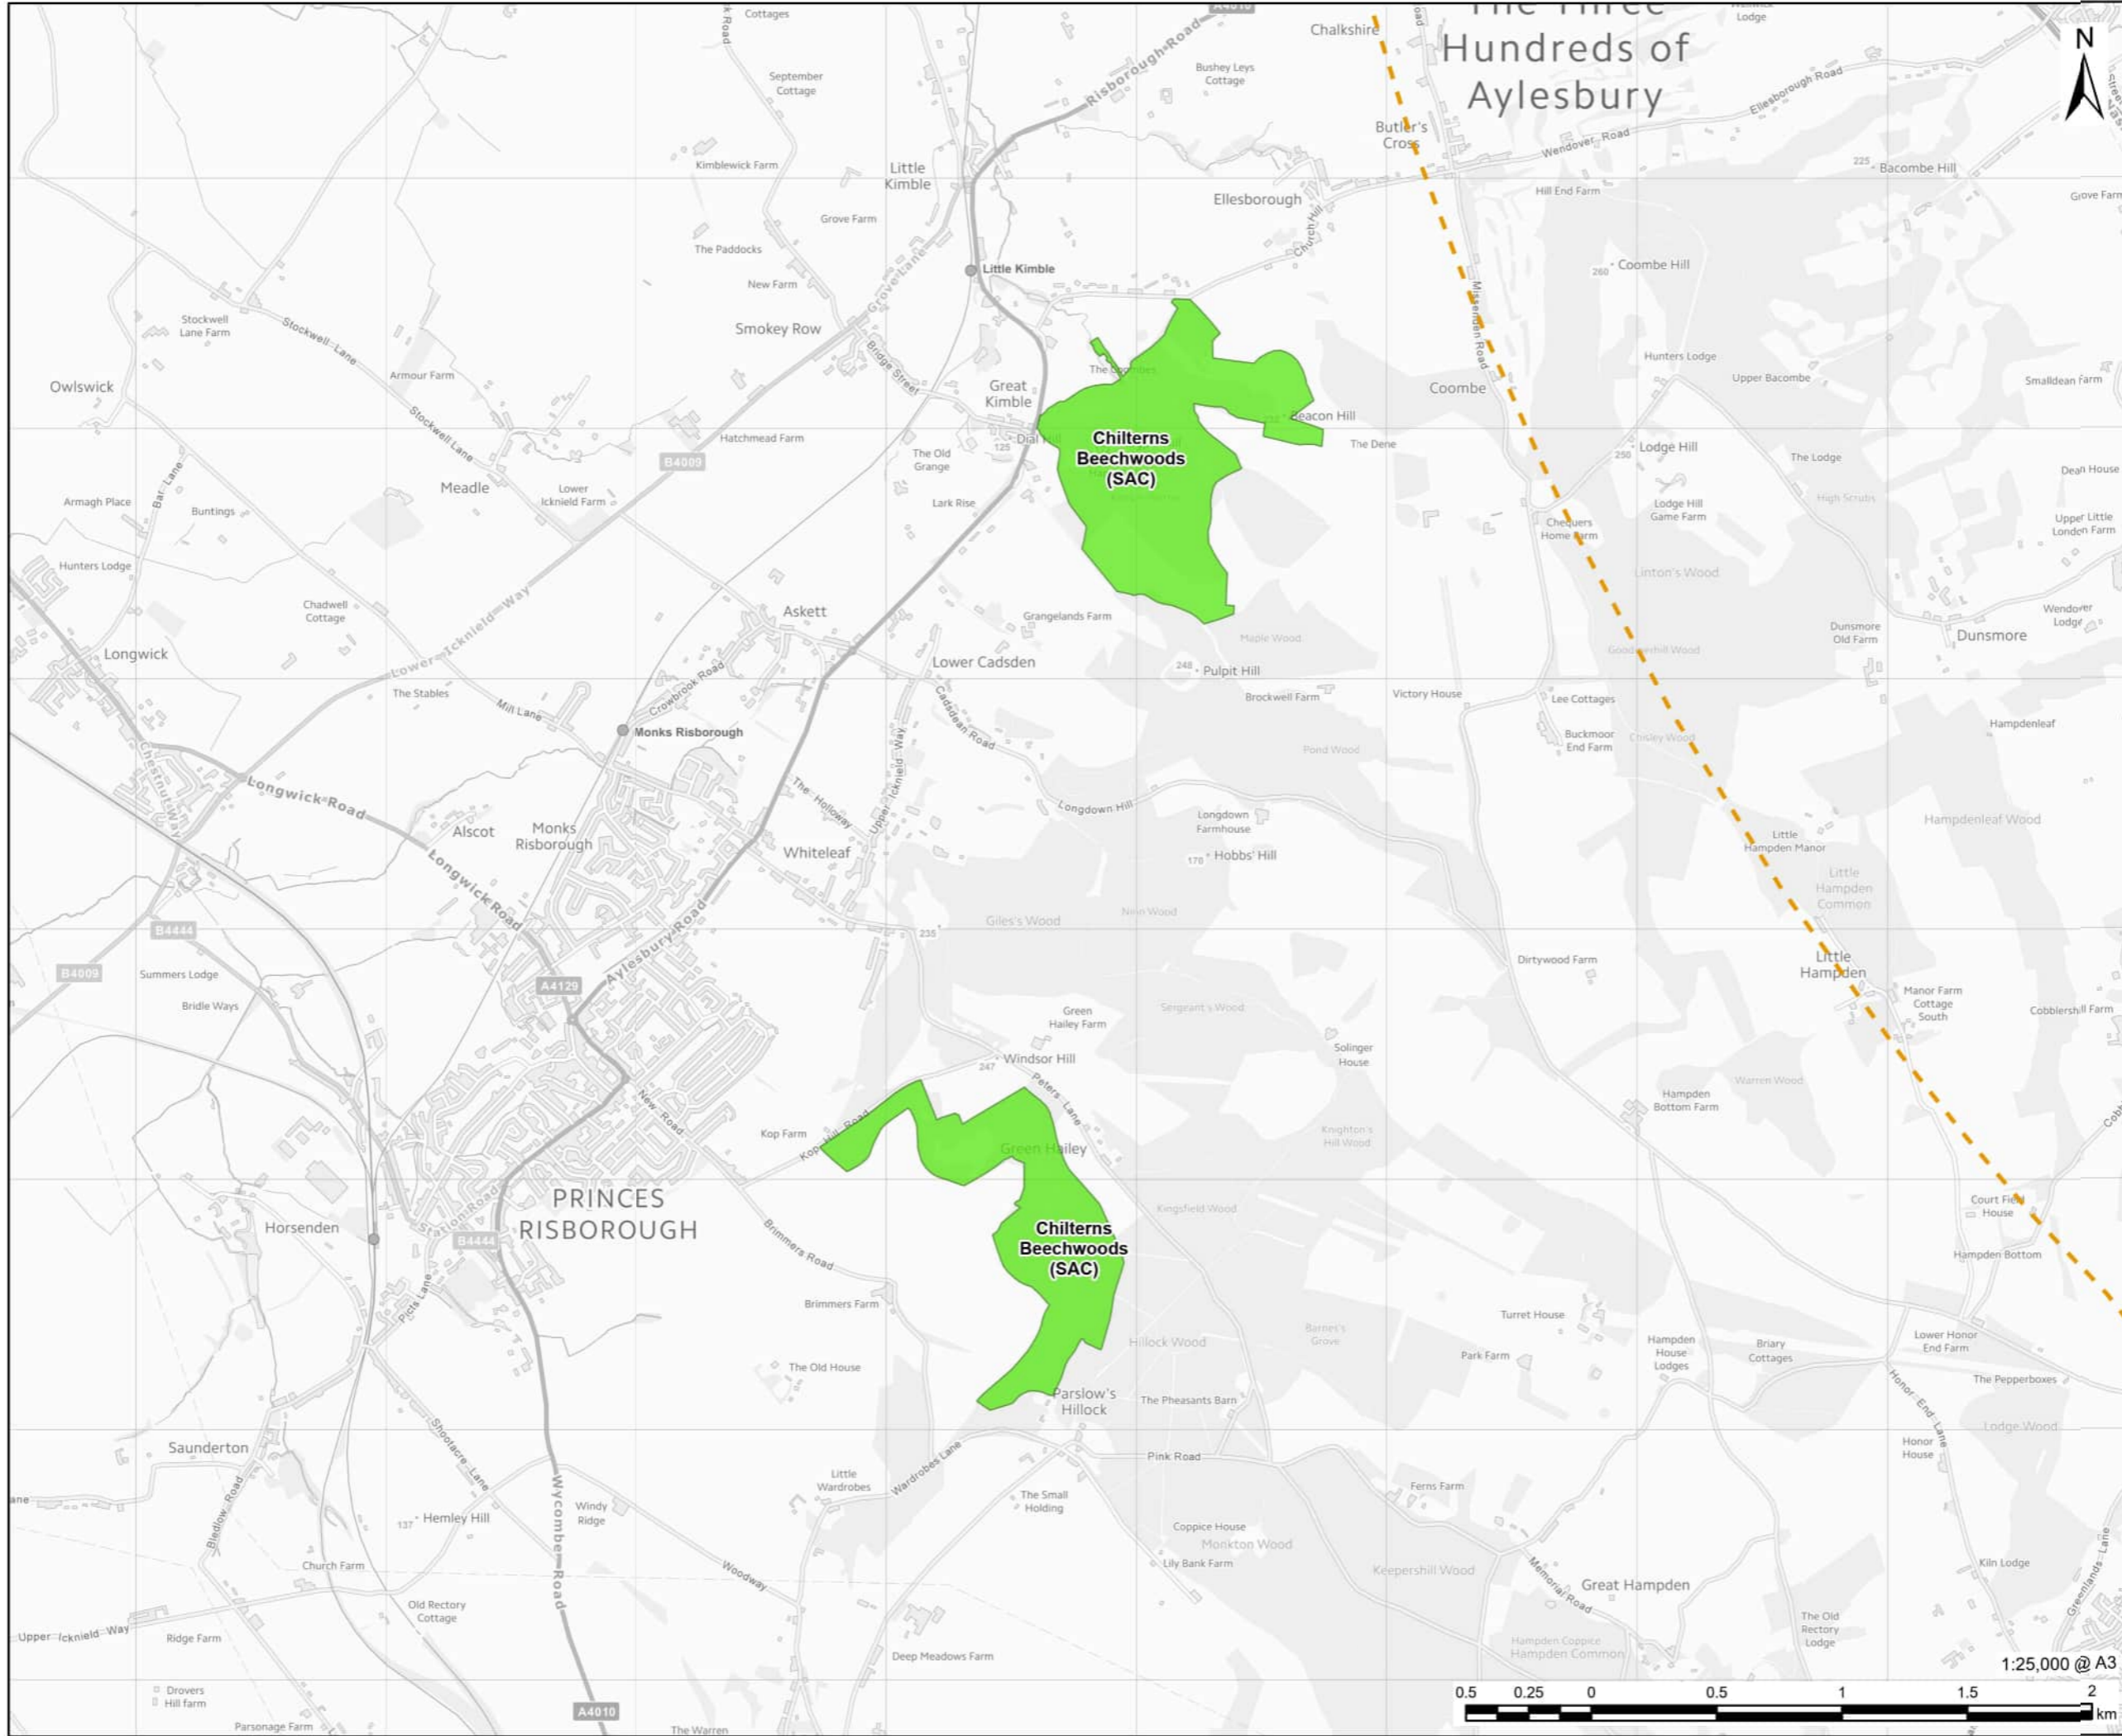 Cottages
Chalkshire
Hundreds of
Aylesbury
Lodge
N
September
Cottage
Risborough Road
Bushey Leys
Cottage
Ellesborough Road
Butler's
Cross
Wendover Road
Kimblewick Farm
Little
Kimble
225
Bacombe Hill
Hill End Farm
Ellesborough
Grove Farm
Grove Farm
Church Hill
The Paddocks
New Farm
Grove Lane
Little Kimble
260
Coombe Hill
Stockwell
Lane Farm
Stockwell Lane
Smokey Row
Missenden Road
Bridge Street
Hunters Lodge
Owlswick
Armour Farm
The Coombes
Upper Bacombe
Smalldean Farm
Great
Kimble
Coombe
Stockwell Lane
Beacon Hill
Hatchmead Farm
Dial Hill
125
Chilterns
Beechwoods
(SAC)
The Dene
250
Lodge Hill
The Lodge
B4009
The Old
Grange
Dean House
Meadle
Bar Lane
Armagh Place
Buntings
Lower
Icknield Farm
Lark Rise
High Scrubs
Lodge Hill
Game Farm
Chequers
Home Farm
Upper Little
London Farm
Hunters Lodge
Linton's Wood
Chadwell
Cottage
Lower Icknield Way
Askett
Grangelands Farm
Wendover
Lodge
Maple Wood
Dunsmore
Old Farm
Dunsmore
Longwick
Lower Cadsden
Goodmerhill Wood
248
Pulpit Hill
The Stables
Crowbrook Road
Brockwell Farm
Victory House
Lee Cottages
Mill Lane
Cadsdean Road
Monks Risborough
Hampdenleaf
Buckmoor
End Farm
Chisley Wood
Pond Wood
Chestnut Way
Upper Icknield Way
Longwick Road
The Holloway
Longdown Hill
Longdown
Farmhouse
Hampdenleaf Wood
Alscot
Monks
Risborough
Little
Hampden Manor
Whiteleaf
178
Hobbs' Hill
Longwick Road
Little
Hampden
Common
Giles's Wood
Ninn Wood
235
B4444
Aylesbury Road
Little
Hampden
B4009
Summers Lodge
Dirtywood Farm
A4129
Bridle Ways
Manor Farm
Cottage
South
Sergeant's Wood
Cobblershill Farm
Green
Hailey Farm
Solinger
House
247
Windsor Hill
Peters Lane
Warren Wood
New Road
Hampden
Bottom Farm
Kop Farm
Kop Hill Road
Knighton's
Hill Wood
Green Hailey
PRINCES
RISBOROUGH
Court Field
House
Kingsfield Wood
Horsenden
Station Road
B4444
Chilterns
Beechwoods
(SAC)
Brimmers Road
Hampden Bottom
Picts Lane
Brimmers Farm
Turret House
Barne's
Grove
Hillock Wood
Hampden
House
Lodges
Briary
Cottages
Lower Honor
End Farm
Park Farm
The Old House
The Pepperboxes
Parslow's
Hillock
The Pheasants Barn
Honor End Lane
Lodge Wood
Shootacre Lane
Saunderton
Wardrobes Lane
Pink Road
Honor
House
Little
Wardrobes
Ferns Farm
The Small
Holding
ane
Bledlow Road
Wycombe Road
Windy
Ridge
137
Hemley Hill
Coppice House
Monkton Wood
Lily Bank Farm
Church Farm
Woodway
Keepershill Wood
Memorial Road
Great Hampden
Kiln Lodge
Greenlands Lane
Old Rectory
Cottage
The Old
Rectory
Lodge
Upper Icknield Way
Ridge Farm
Deep Meadows Farm
Hampden Coppice
Hampden Common
1:25,000 @ A3
Drovers
Hill farm
0.5 0.25 0 0.5 1 1.5 2
km
A4010
Parsonage Farm
The Warren